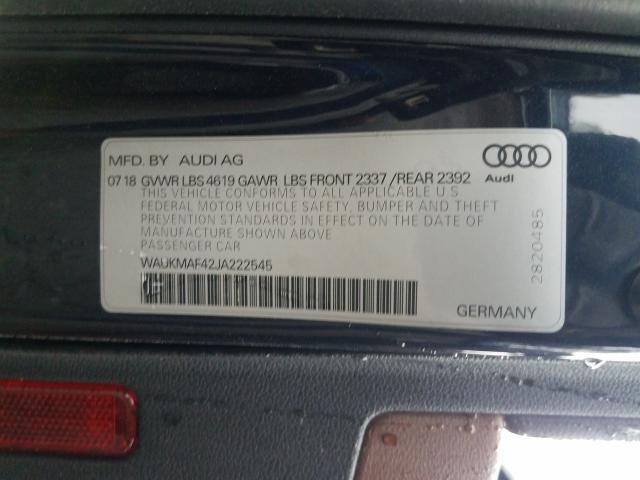 MFD. BY AUDI AG
Audi
07 18 GVWR LBS 4619 GAWR LBS FRONT 2337 /REAR 2392
THIS VEHICLE CONFORMS TO ALL APPLICABLE U S
FEDERAL MOTOR VEHICLE SAFETY, BUMPER AND THEFT
PREVENTION STANDARDS IN EFFECT ON THE DATE OF
MANUFACTURE SHOWN ABOVE
PASSENGER CAR
WAUKMAF42JA222545
2820485
GERMANY